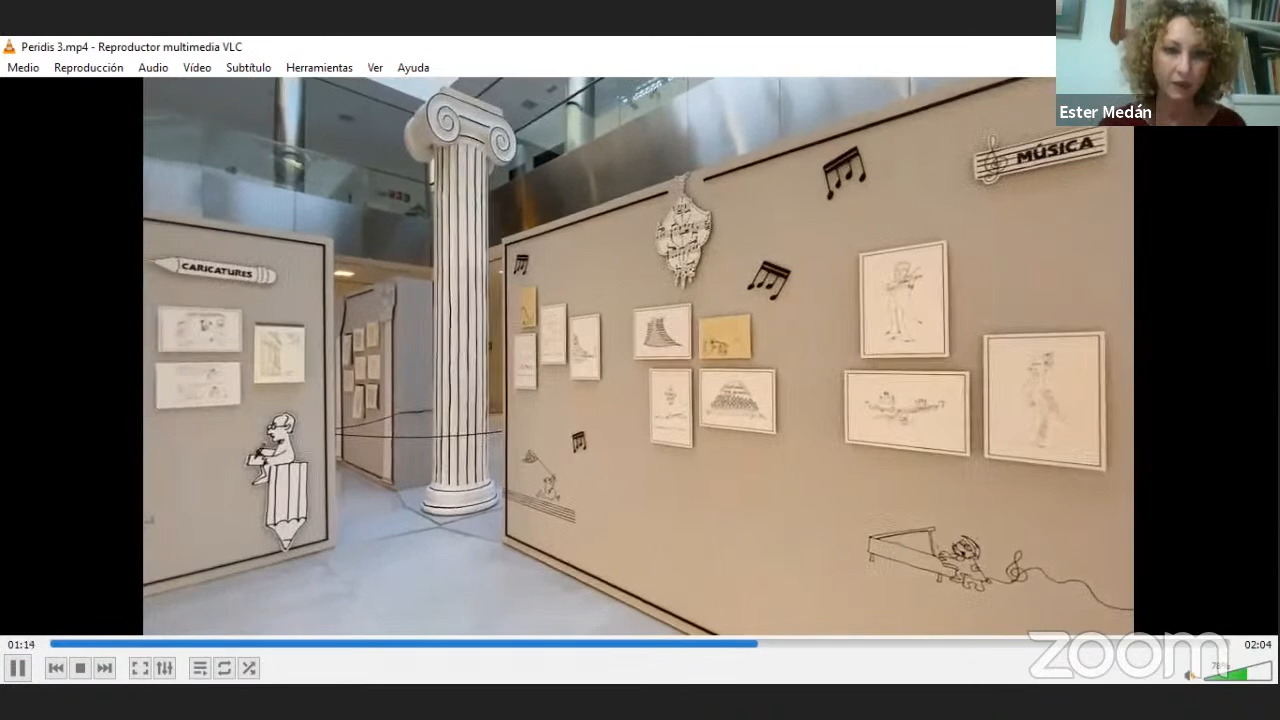 Peridis 3.mp4 - Reproductor multimedia VLC
Medio Reproducción Audio Vídeo Subtítulo Herramientas Ver Ayuda
Ester Medán
MÚSICA
CARICATURES
01:14
02:04
zoom
78%